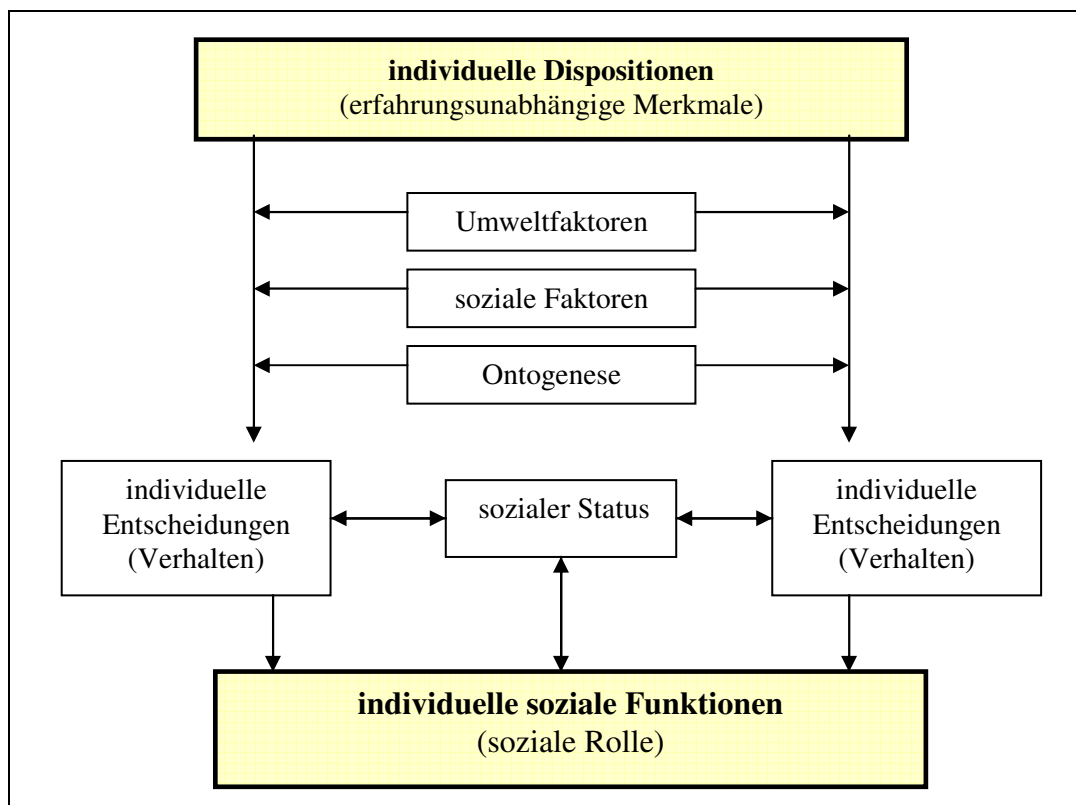 individuelle Dispositionen
(erfahrungsunabhängige Merkmale)
Umweltfaktoren
soziale Faktoren
Ontogenese
individuelle
Entscheidungen
(Verhalten)
sozialer Status
individuelle
Entscheidungen
(Verhalten)
individuelle soziale Funktionen
(soziale Rolle)